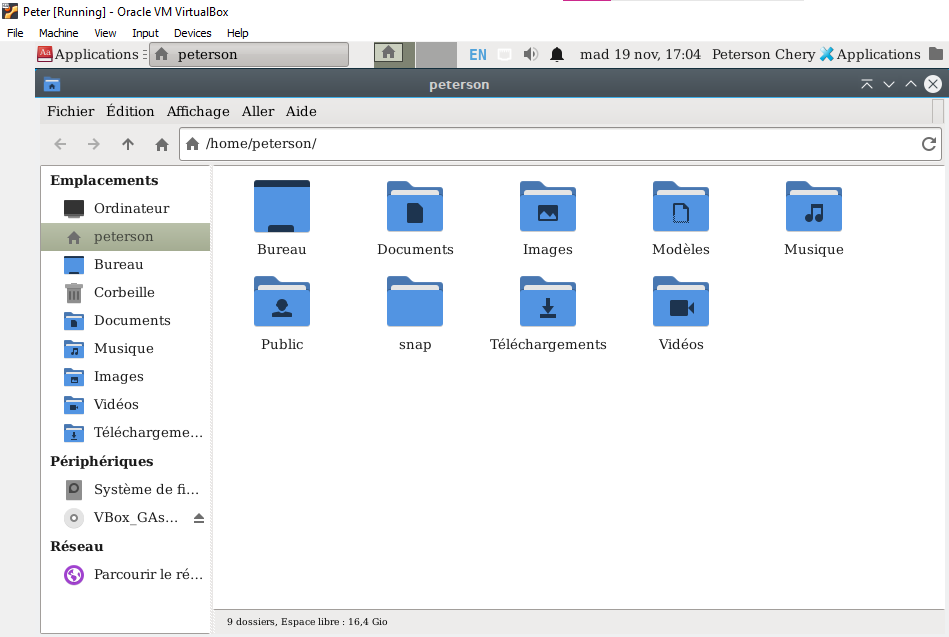 Peter [Running] - Oracle VM VirtualBox
File Machine View Input Devices Help
Aa Applications peterson EN mad 19 nov, 17:04 Peterson Chery Applications
peterson
Fichier Édition Affichage Aller Aide
/home/peterson/
Emplacements
Ordinateur
peterson
Bureau
Corbeille
Documents
Musique
Images
Vidéos
Téléchargeme...
Périphériques
Système de fi...
VBox_GAs...
Réseau
Parcourir le ré...
Bureau Documents Images Modèles Musique
Public snap Téléchargements Vidéos
9 dossiers, Espace libre : 16,4 Gio